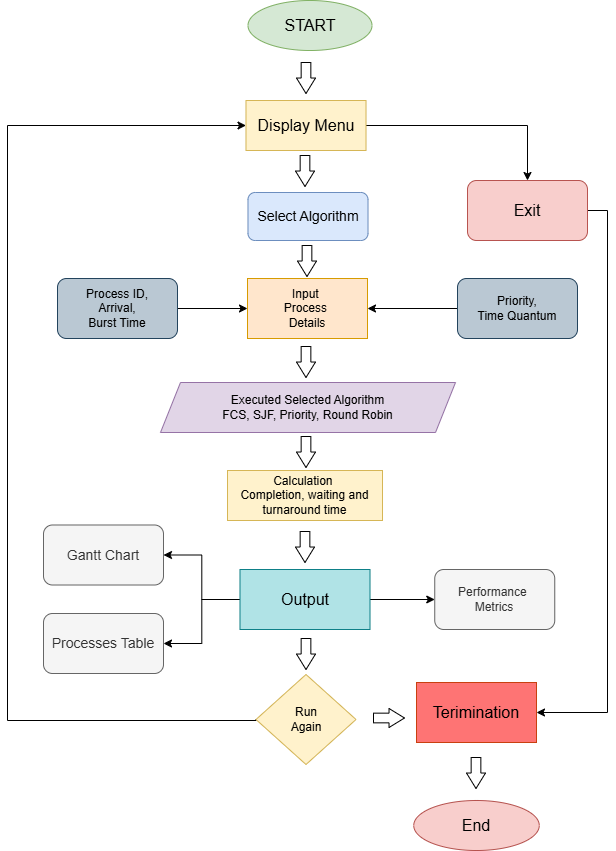 START
Display Menu
Select Algorithm
Exit
Process ID,
Arrival,
Burst Time
Input
Process
Details
Priority,
Time Quantum
Executed Selected Algorithm
FCS, SJF, Priority, Round Robin
Calculation
Completion, waiting and
turnaround time
Gantt Chart
Output
Performance
Metrics
Processes Table
Run
Again
Terimination
End